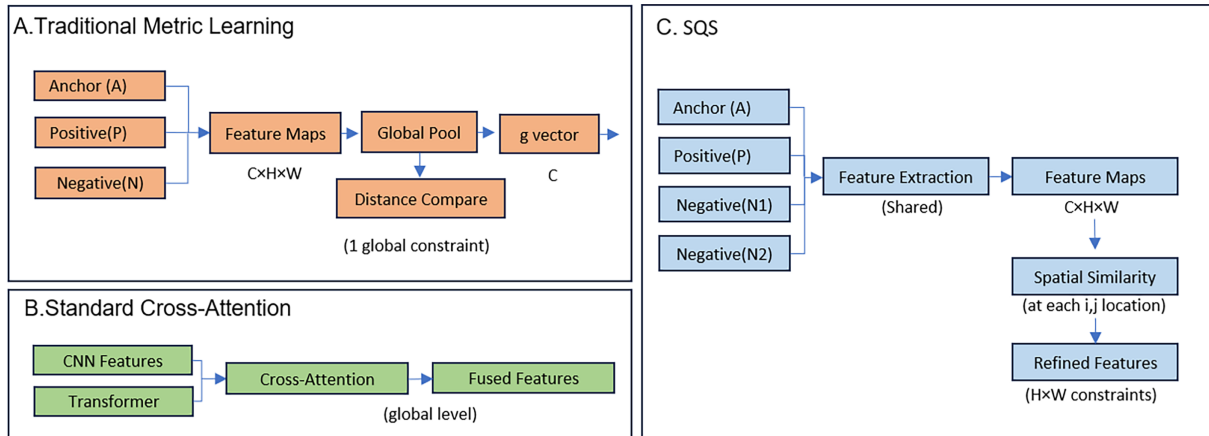 A.Traditional Metric Learning
Anchor (A)
Positive(P)
Negative(N)
Feature Maps
C×H×W
Global Pool
g vector
C
Distance Compare
(1 global constraint)
B.Standard Cross-Attention
CNN Features
Transformer
Cross-Attention
Fused Features
(global level)
C. SQS
Anchor (A)
Positive(P)
Negative(N1)
Negative(N2)
Feature Extraction
(Shared)
Feature Maps
C×H×W
Spatial Similarity
(at each i,j location)
Refined Features
(H×W constraints)